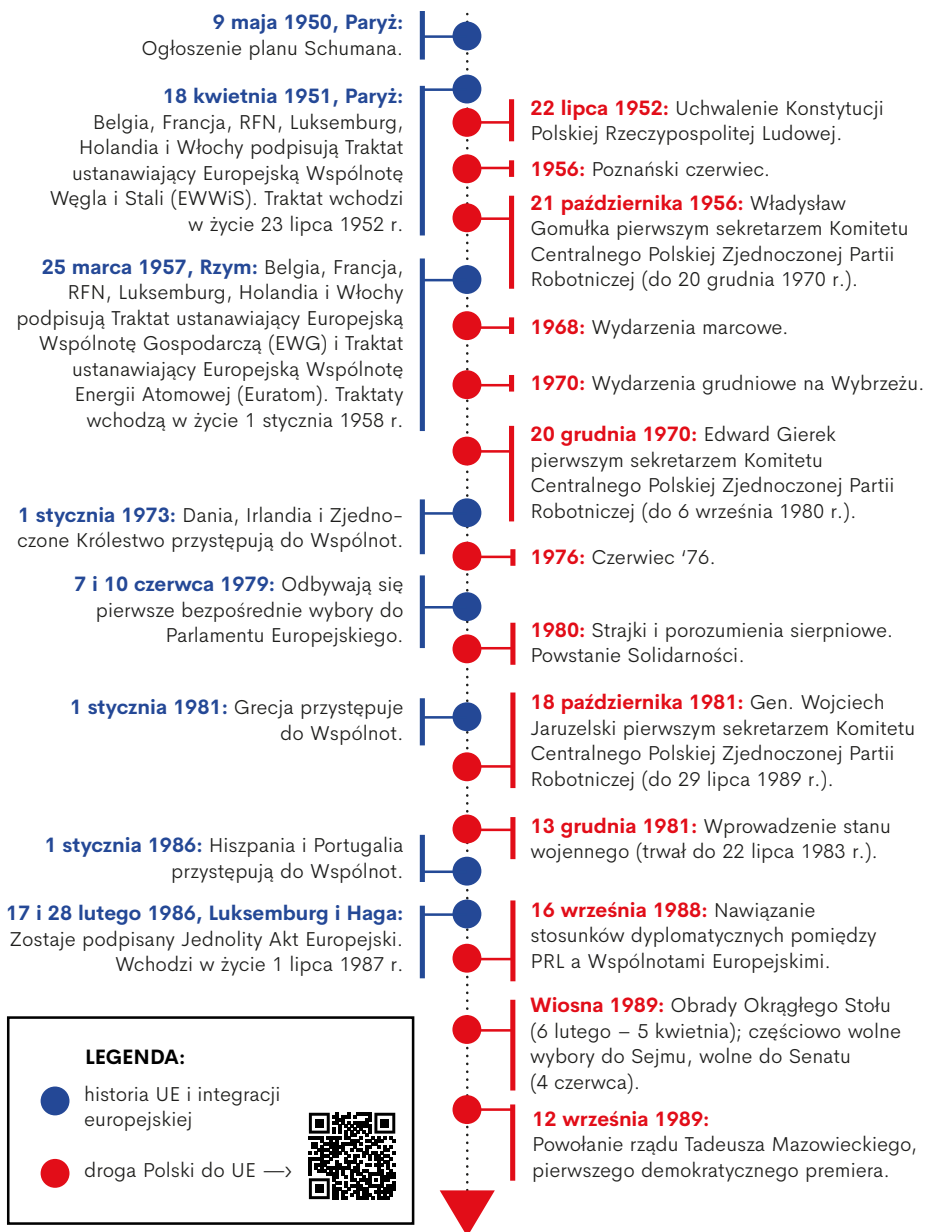 9 maja 1950, Paryż:
Ogłoszenie planu Schumana.
18 kwietnia 1951, Paryż:
Belgia, Francja, RFN, Luksemburg,
Holandia i Włochy podpisują Traktat
ustanawiający Europejską Wspólnotę
Węgla i Stali (EWWiS). Traktat wchodzi
w życie 23 lipca 1952 r.
22 lipca 1952: Uchwalenie Konstytucji
Polskiej Rzeczypospolitej Ludowej.
1956: Poznański czerwiec.
21 października 1956: Władysław
Gomułka pierwszym sekretarzem Komitetu
Centralnego Polskiej Zjednoczonej Partii
Robotniczej (do 20 grudnia 1970 r.).
25 marca 1957, Rzym: Belgia, Francja,
RFN, Luksemburg, Holandia i Włochy
podpisują Traktat ustanawiający Europejską
Wspólnotę Gospodarczą (EWG) i Traktat
ustanawiający Europejską Wspólnotę
Energii Atomowej (Euratom). Traktaty
wchodzą w życie 1 stycznia 1958 r.
1968: Wydarzenia marcowe.
1970: Wydarzenia grudniowe na Wybrzeżu.
20 grudnia 1970: Edward Gierek
pierwszym sekretarzem Komitetu
Centralnego Polskiej Zjednoczonej Partii
Robotniczej (do 6 września 1980 r.).
1 stycznia 1973: Dania, Irlandia i Zjedno-
czone Królestwo przystępują do Wspólnot.
1976: Czerwiec ‘76.
7 i 10 czerwca 1979: Odbywają się
pierwsze bezpośrednie wybory do
Parlamentu Europejskiego.
1980: Strajki i porozumienia sierpniowe.
Powstanie Solidarności.
1 stycznia 1981: Grecja przystępuje
do Wspólnot.
18 października 1981: Gen. Wojciech
Jaruzelski pierwszym sekretarzem Komitetu
Centralnego Polskiej Zjednoczonej Partii
Robotniczej (do 29 lipca 1989 r.).
13 grudnia 1981: Wprowadzenie stanu
wojennego (trwał do 22 lipca 1983 r.).
1 stycznia 1986: Hiszpania i Portugalia
przystępują do Wspólnot.
17 i 28 lutego 1986, Luksemburg i Haga:
Zostaje podpisany Jednolity Akt Europejski.
Wchodzi w życie 1 lipca 1987 r.
16 września 1988: Nawiązanie
stosunków dyplomatycznych pomiędzy
PRL a Wspólnotami Europejskimi.
Wiosna 1989: Obrady Okrągłego Stołu
(6 lutego – 5 kwietnia); częściowo wolne
wybory do Sejmu, wolne do Senatu
(4 czerwca).
12 września 1989:
Powołanie rządu Tadeusza Mazowieckiego,
pierwszego demokratycznego premiera.
LEGENDA:
historia UE i integracji
europejskiej
droga Polski do UE —>